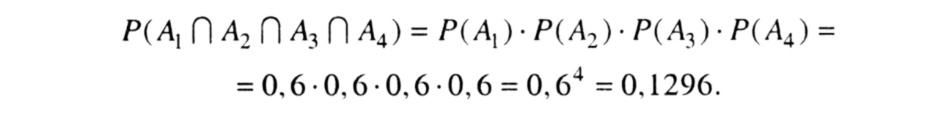 P(A₁ ⋂ A₂ ⋂ A₃ ⋂ A₄) = P(A₁) · P(A₂) · P(A₃) · P(A₄) =
= 0,6 · 0,6 · 0,6 · 0,6 = 0,6⁴ = 0,1296.